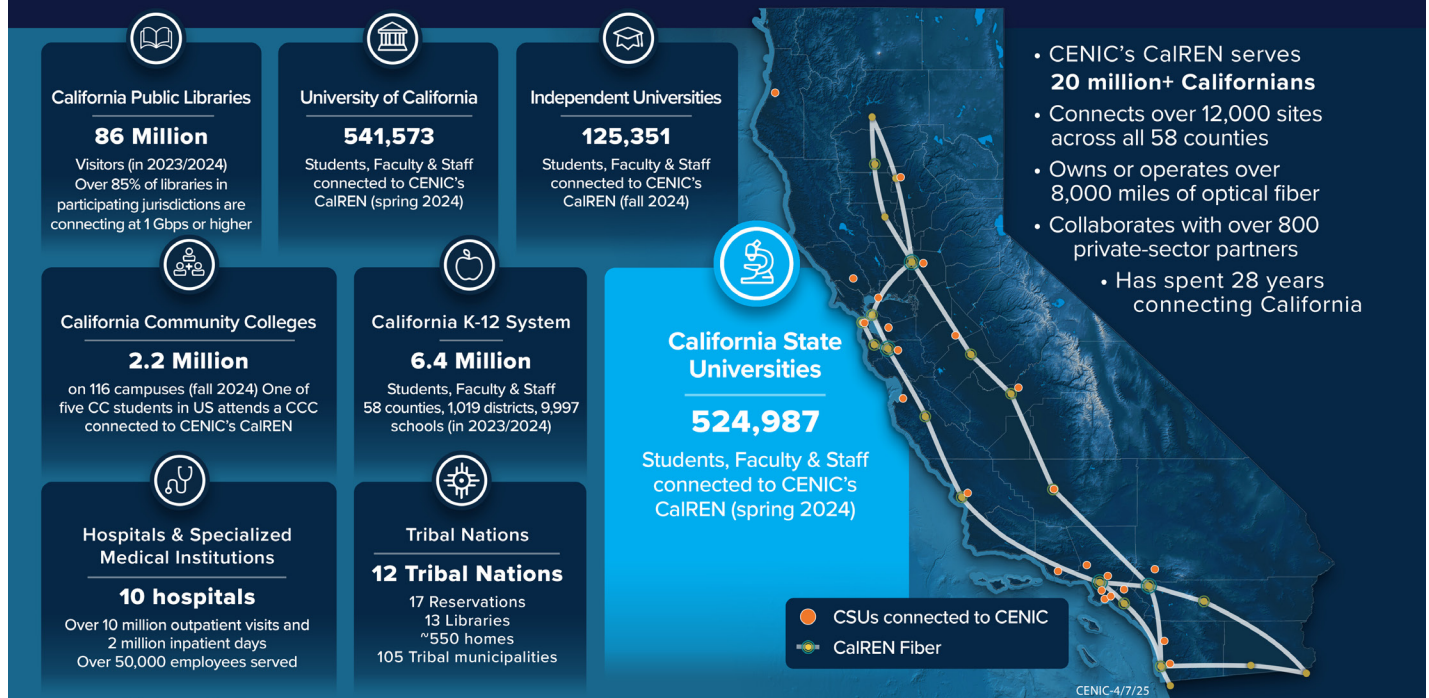 California Public Libraries
86 Million
Visitors (in 2023/2024)
Over 85% of libraries in
participating jurisdictions are
connecting at 1 Gbps or higher
University of California
541,573
Students, Faculty & Staff
connected to CENIC's
CalREN (spring 2024)
Independent Universities
125,351
Students, Faculty & Staff
connected to CENIC's
CalREN (fall 2024)
California Community Colleges
2.2 Million
on 116 campuses (fall 2024) One of
five CC students in US attends a CCC
connected to CENIC's CalREN
California K-12 System
6.4 Million
Students, Faculty & Staff
58 counties, 1,019 districts, 9,997
schools (in 2023/2024)
California State
Universities
524,987
Students, Faculty & Staff
connected to CENIC's
CalREN (spring 2024)
Hospitals & Specialized
Medical Institutions
10 hospitals
Over 10 million outpatient visits and
2 million inpatient days
Over 50,000 employees served
Tribal Nations
12 Tribal Nations
17 Reservations
13 Libraries
~550 homes
105 Tribal municipalities
• CENIC's CalREN serves
20 million+ Californians
• Connects over 12,000 sites
across all 58 counties
• Owns or operates over
8,000 miles of optical fiber
• Collaborates with over 800
private-sector partners
• Has spent 28 years
connecting California
CSUs connected to CENIC
CalREN Fiber
CENIC-4/7/25